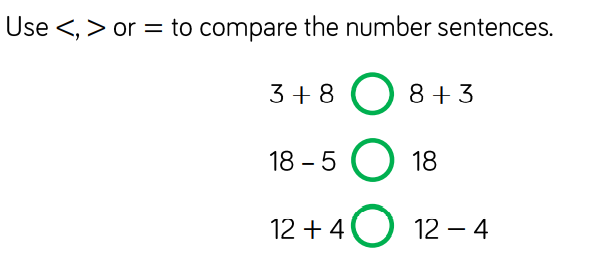 Use <, > or = to compare the number sentences.
3 + 8 8 + 3
18 – 5 18
12 + 4 12 – 4